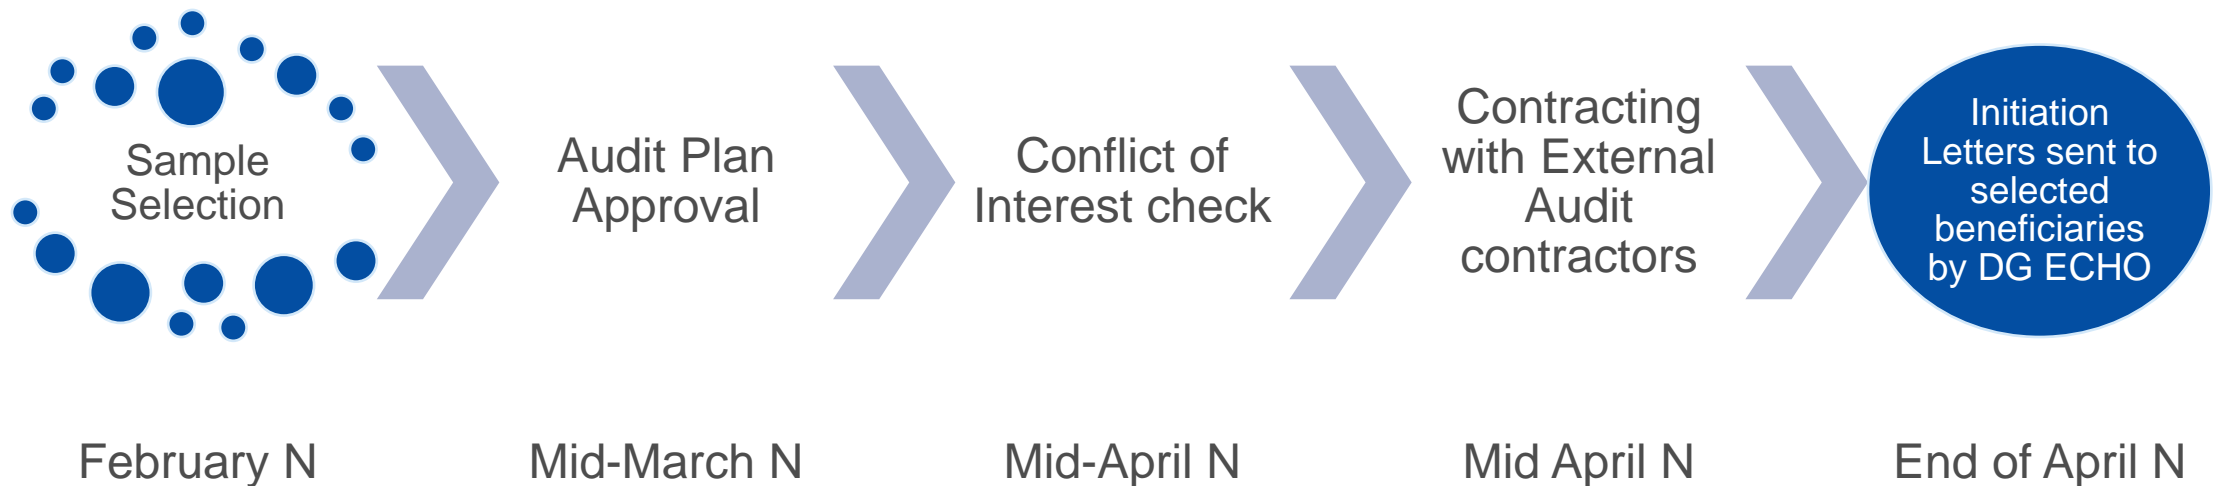 Sample
Selection
Audit Plan
Approval
Conflict of
Interest check
Contracting
with External
Audit
contractors
Initiation
Letters sent to
selected
beneficiaries
by DG ECHO
February N
Mid-March N
Mid-April N
Mid April N
End of April N